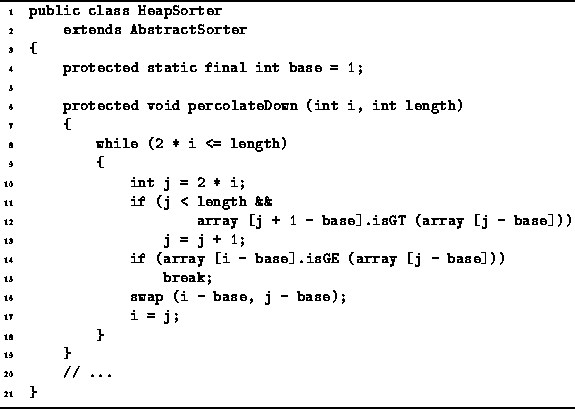 1 public class HeapSorter
2     extends AbstractSorter
3 {
4     protected static final int base = 1;
5
6     protected void percolateDown (int i, int length)
7     {
8         while (2 * i <= length)
9         {
10             int j = 2 * i;
11             if (j < length &&
12                     array [j + 1 - base].isGT (array [j - base]))
13                 j = j + 1;
14             if (array [i - base].isGE (array [j - base]))
15                 break;
16             swap (i - base, j - base);
17             i = j;
18         }
19     }
20     // ...
21 }